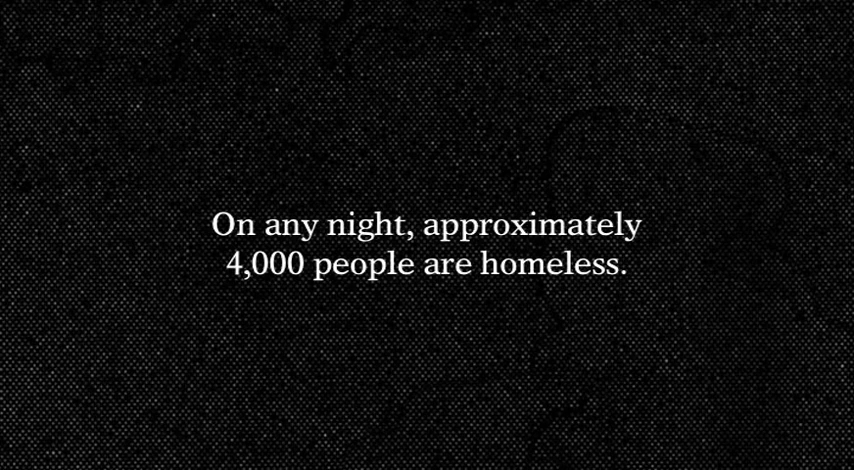 On any night, approximately
4,000 people are homeless.